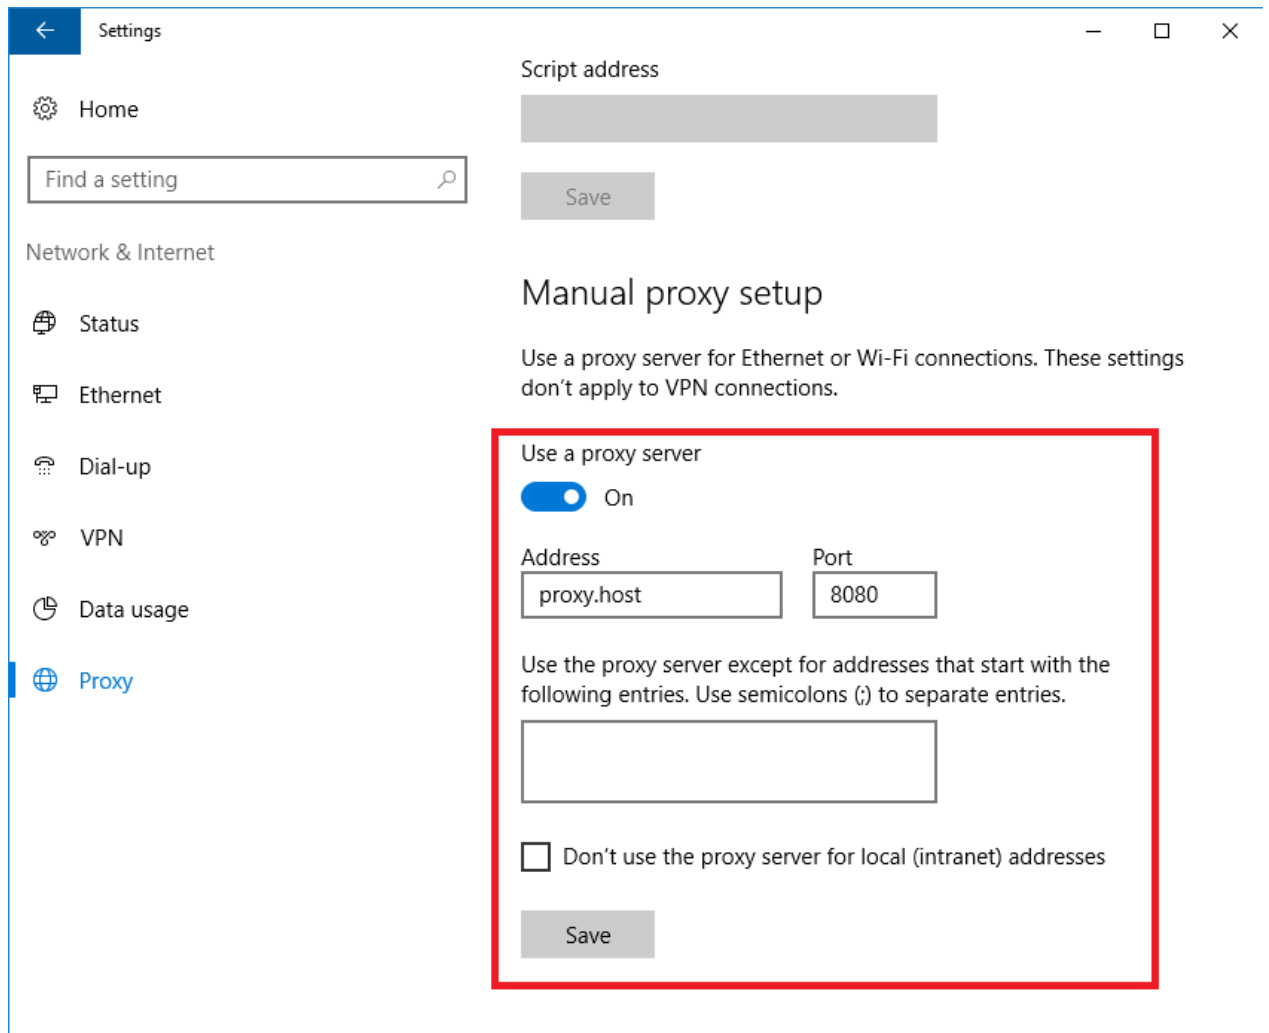 Settings
Home
Find a setting
Network & Internet
Status
Ethernet
Dial-up
VPN
Data usage
Proxy
Script address
Save
Manual proxy setup
Use a proxy server for Ethernet or Wi-Fi connections. These settings
don't apply to VPN connections.
Use a proxy server
On
Address Port
proxy.host 8080
Use the proxy server except for addresses that start with the
following entries. Use semicolons (;) to separate entries.
Don't use the proxy server for local (intranet) addresses
Save